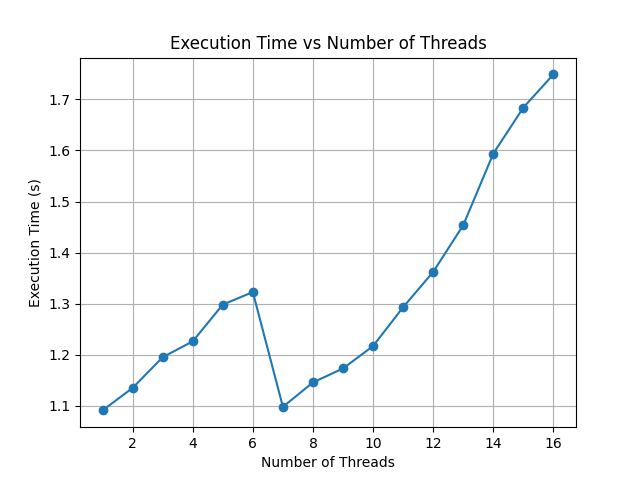 Execution Time vs Number of Threads
Execution Time (s)
1.7
1.6
1.5
1.4
1.3
1.2
1.1
2 4 6 8 10 12 14 16
Number of Threads